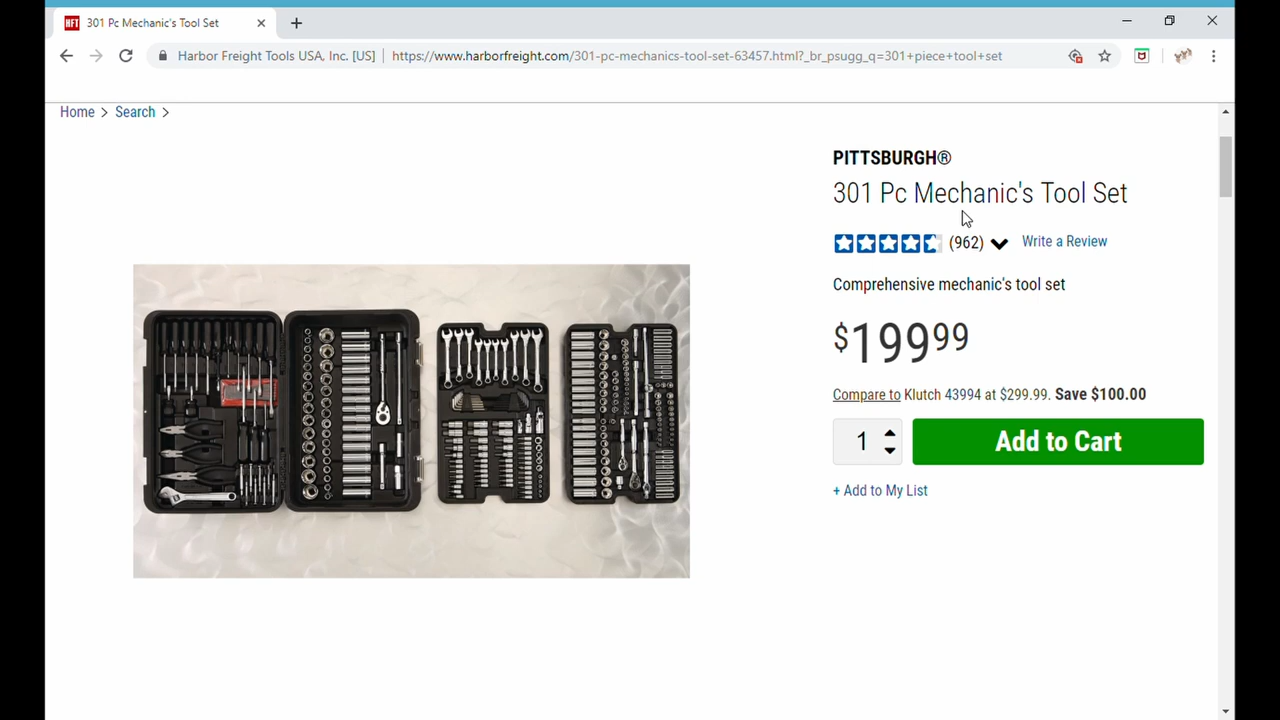 HFT 301 Pc Mechanic's Tool Set
Harbor Freight Tools USA, Inc. [US] | https://www.harborfreight.com/301-pc-mechanics-tool-set-63457.html?_br_psugg_q=301+piece+tool+set
Home > Search >
PITTSBURGH®
301 Pc Mechanic's Tool Set
(962) Write a Review
Comprehensive mechanic's tool set
$199 99
Compare to Klutch 43994 at $299.99. Save $100.00
1 Add to Cart
+ Add to My List